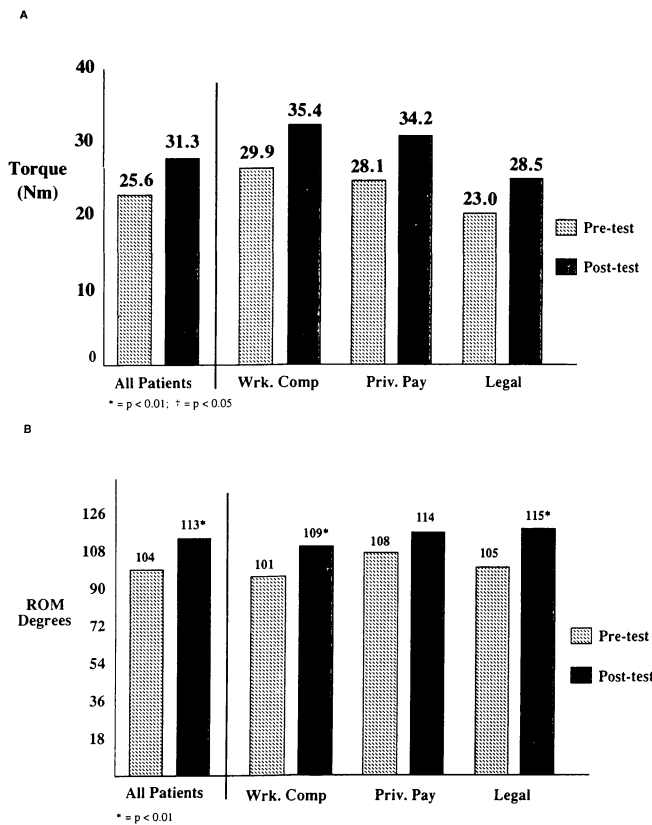 A
40
30
20
10
0
Torque
(Nm)
25.6
31.3
29.9
35.4
28.1
34.2
23.0
28.5
Pre-test
Post-test
All Patients
Wrk. Comp
Priv. Pay
Legal
* = p < 0.01; † = p < 0.05
B
126
108
90
72
54
36
18
ROM
Degrees
104
113*
101
109*
108
114
105
115*
Pre-test
Post-test
All Patients
Wrk. Comp
Priv. Pay
Legal
* = p < 0.01